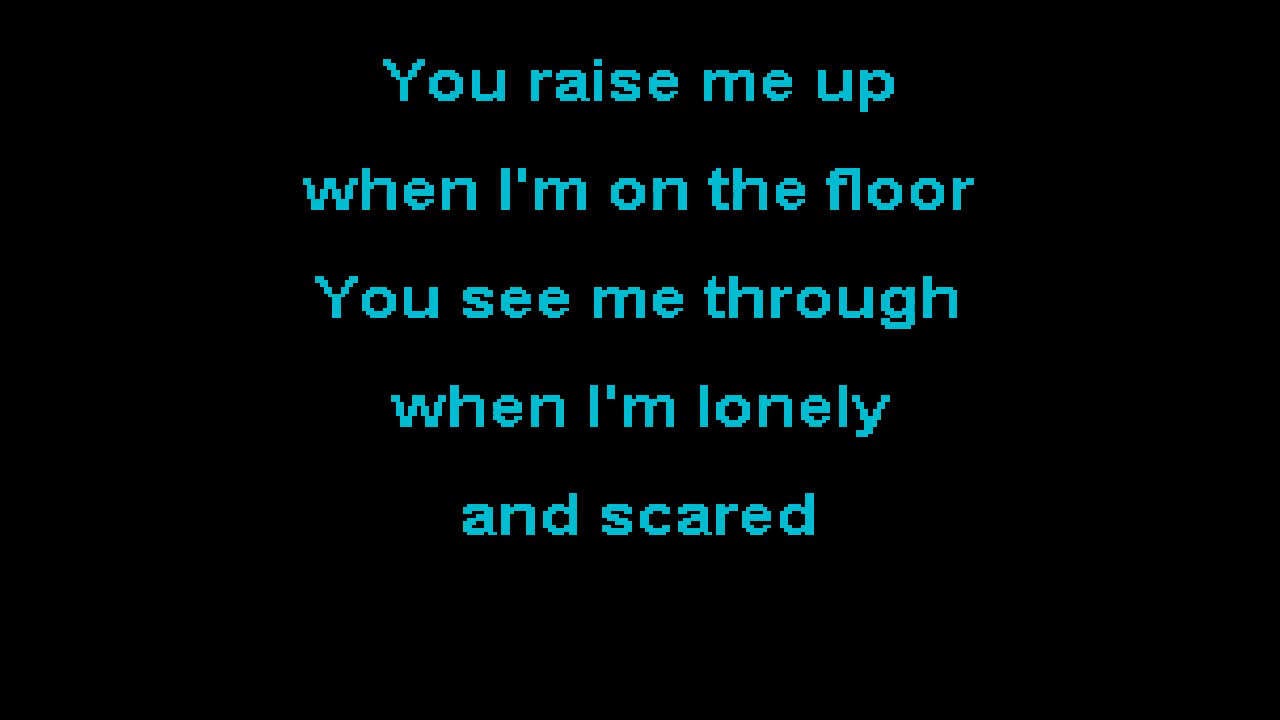 You raise me up
when I'm on the floor
You see me through
when I'm lonely
and scared